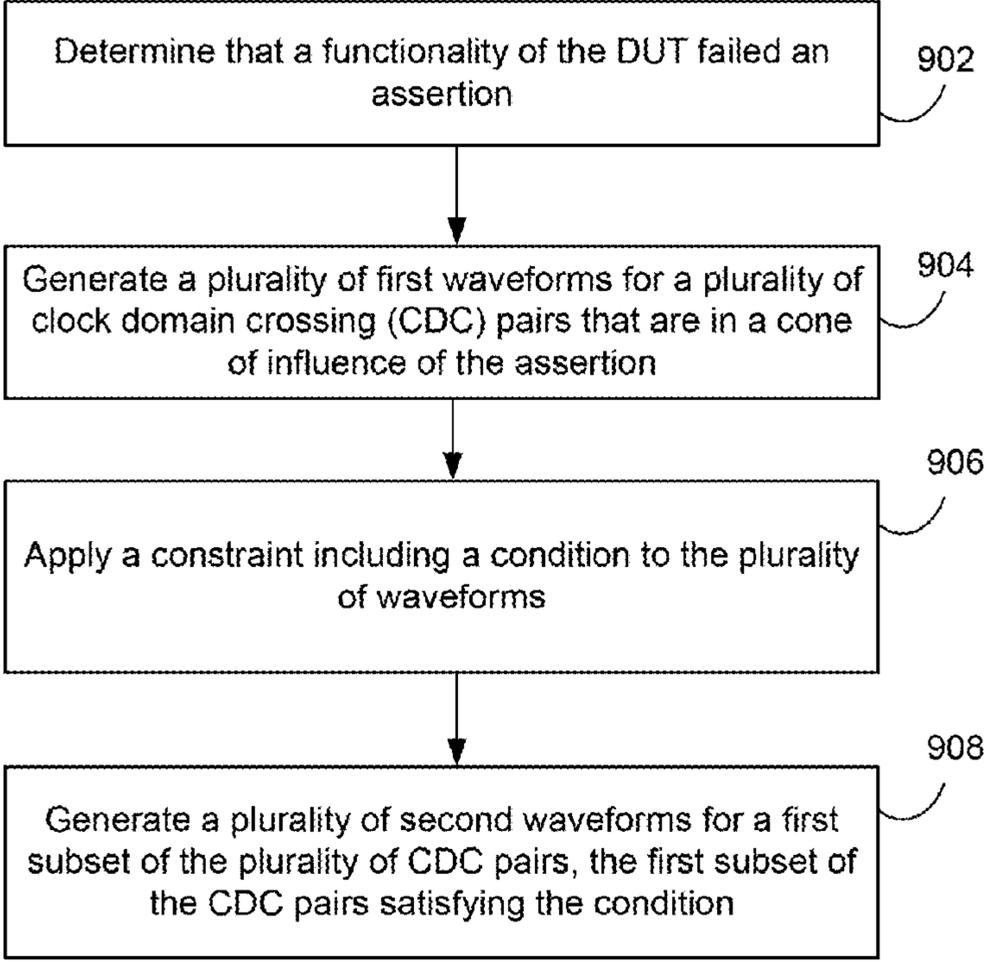 Determine that a functionality of the DUT failed an
assertion
902
Generate a plurality of first waveforms for a plurality of
clock domain crossing (CDC) pairs that are in a cone
of influence of the assertion
904
Apply a constraint including a condition to the plurality
of waveforms
906
Generate a plurality of second waveforms for a first
subset of the plurality of CDC pairs, the first subset of
the CDC pairs satisfying the condition
908